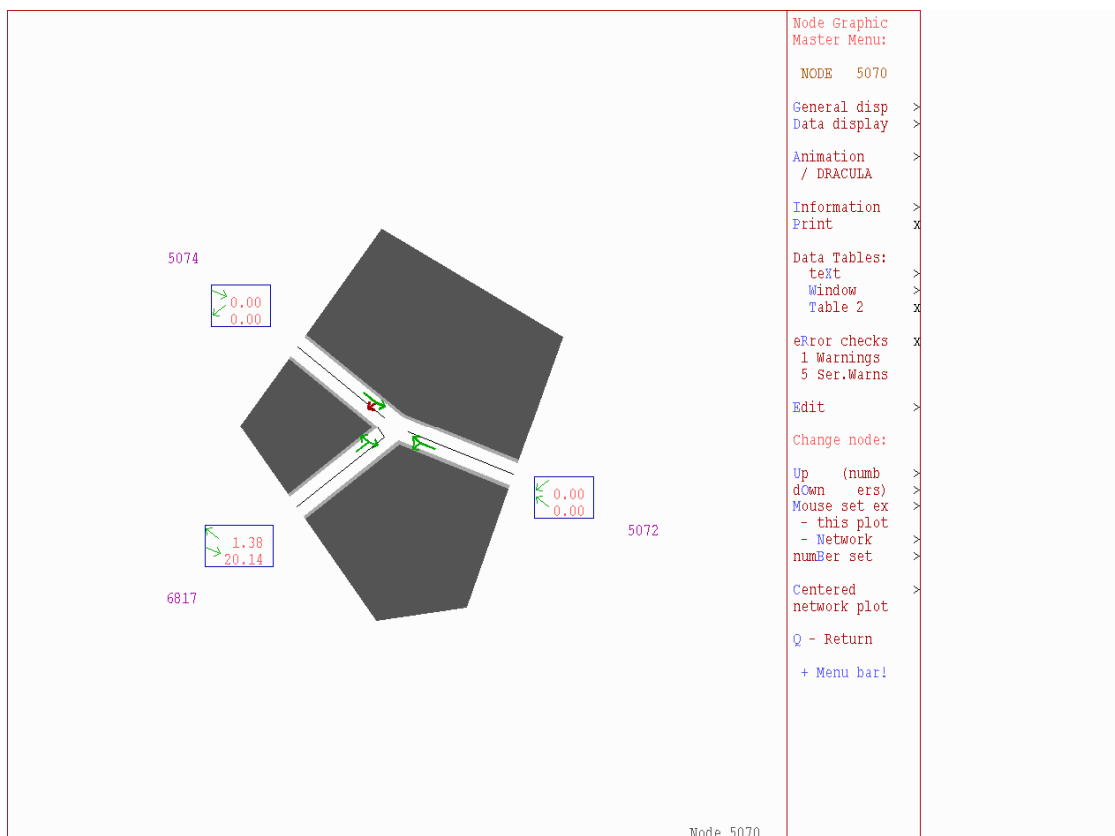 5074
0.00
0.00
0.00
0.00
5072
1.38
20.14
6817
Node 5070
Node Graphic
Master Menu:
NODE 5070
General disp >
Data display >
Animation >
/ DRACULA
Information >
Print x
Data Tables:
teXt >
Window >
Table 2 x
eRror checks x
1 Warnings
5 Ser.Warns
Edit >
Change node:
Up (numb >
dOwn ers) >
Mouse set ex >
- this plot
- Network >
numBer set >
Centered >
network plot
Q - Return
+ Menu bar!